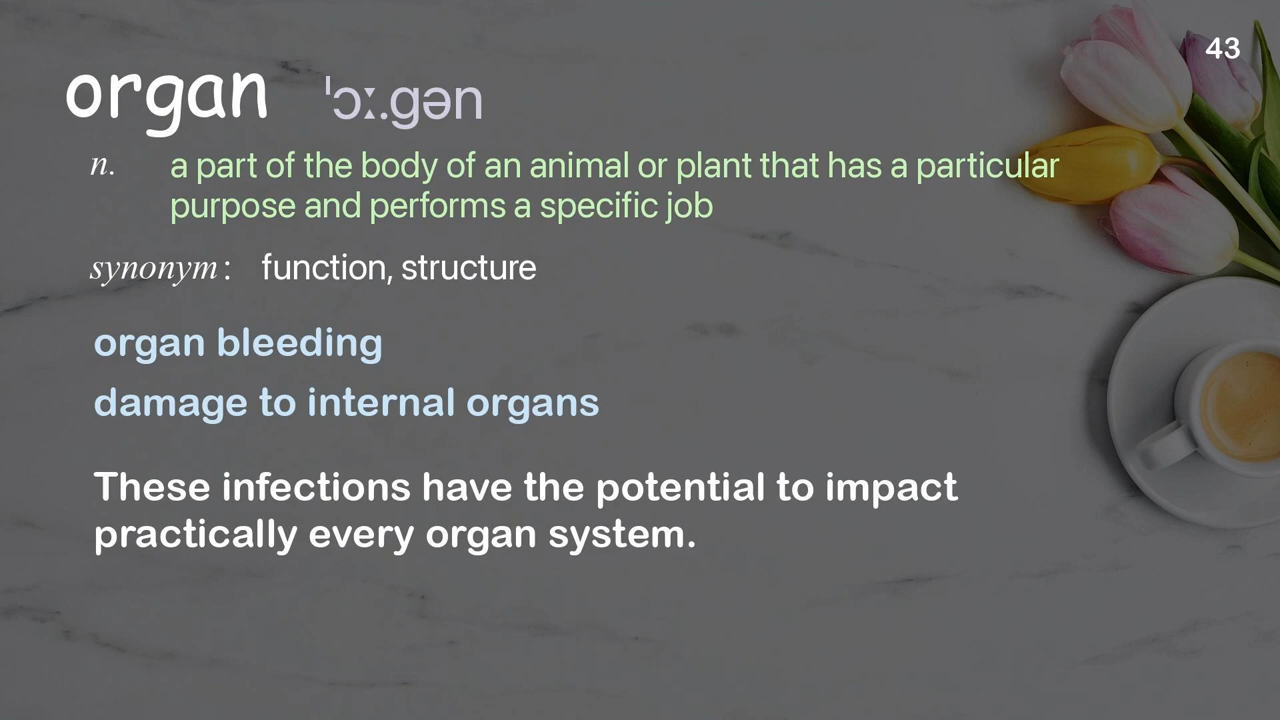 43
organ ˈɔː.gən
n. a part of the body of an animal or plant that has a particular
purpose and performs a specific job
synonym: function, structure
organ bleeding
damage to internal organs
These infections have the potential to impact
practically every organ system.